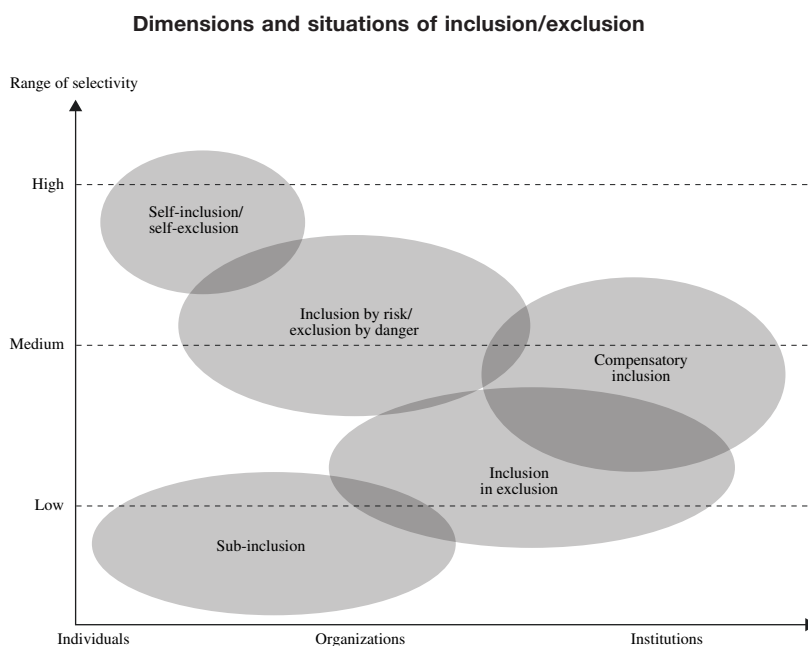 Dimensions and situations of inclusion/exclusion
Range of selectivity
High
Self-inclusion/
self-exclusion
Inclusion by risk/
exclusion by danger
Medium
Compensatory
inclusion
Inclusion
in exclusion
Low
Sub-inclusion
Individuals
Organizations
Institutions